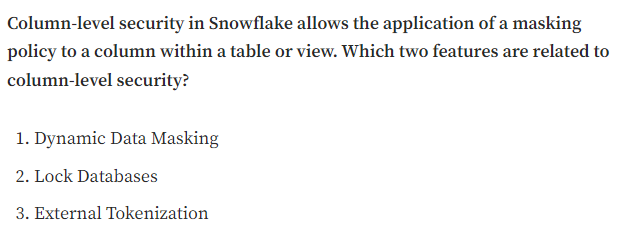 Column-level security in Snowflake allows the application of a masking
policy to a column within a table or view. Which two features are related to
column-level security?
1. Dynamic Data Masking
2. Lock Databases
3. External Tokenization